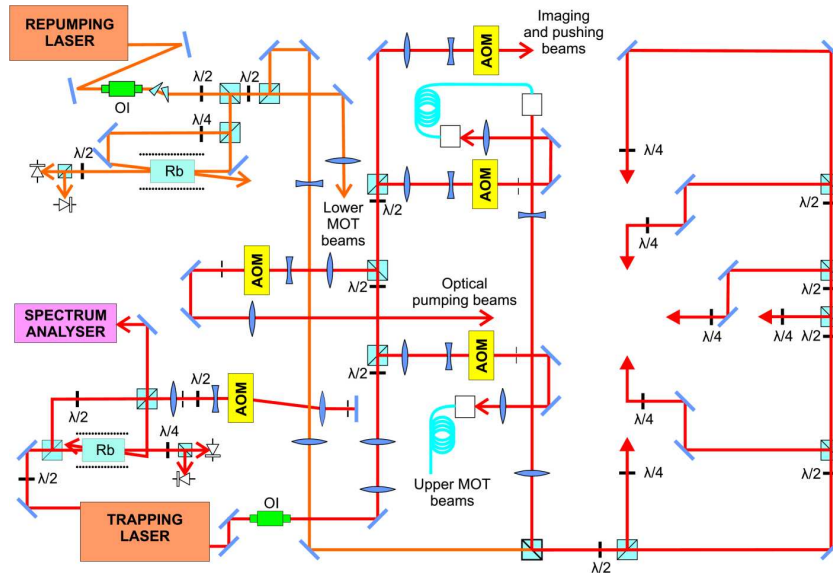 REPUMPING
LASER
OI
λ/2
λ/2
λ/4
λ/2
Rb
Lower
MOT
beams
AOM
Imaging
and pushing
beams
AOM
λ/2
AOM
λ/2
Optical
pumping beams
AOM
λ/2
Upper MOT
beams
SPECTRUM
ANALYSER
λ/2
λ/2
AOM
Rb
λ/4
λ/2
TRAPPING
LASER
OI
λ/4
λ/2
λ/4
λ/2
λ/4
λ/4
λ/2
λ/4
λ/2
λ/4
λ/2